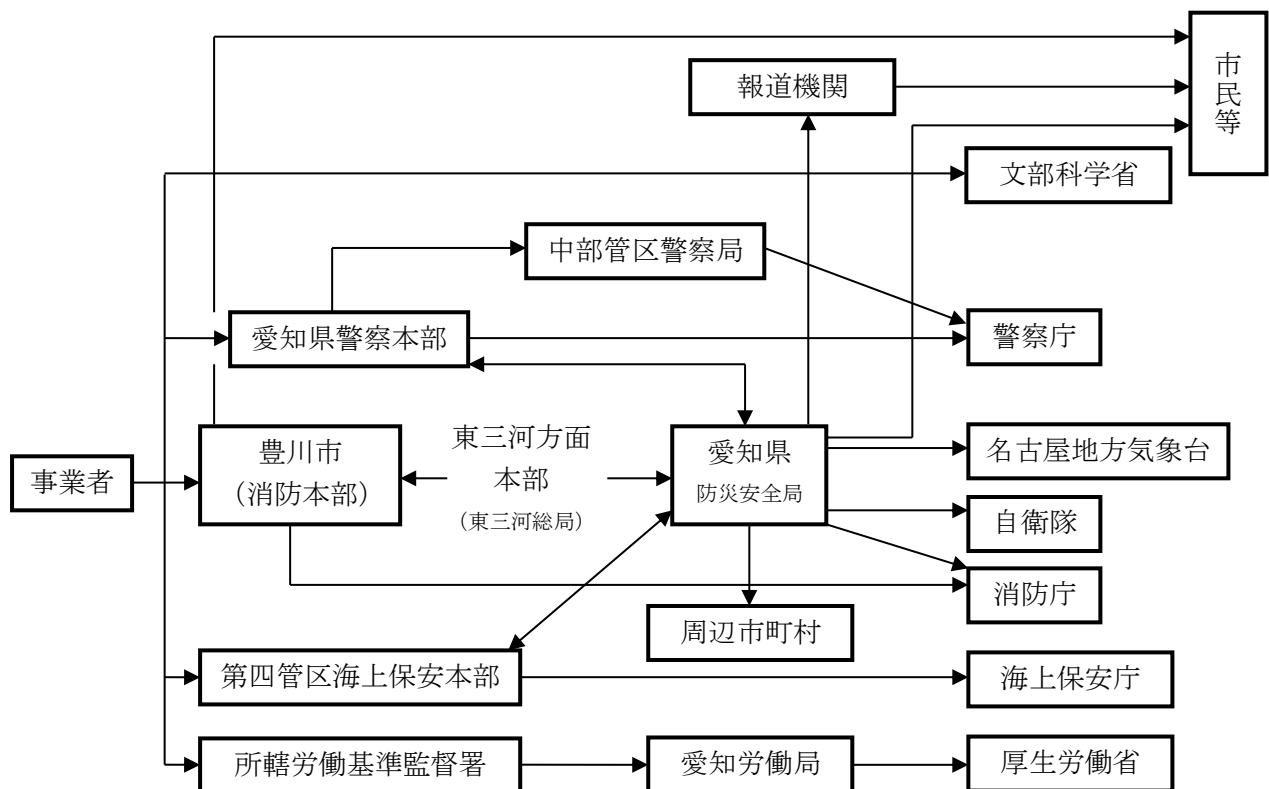 市民等
報道機関
文部科学省
中部管区警察局
愛知県警察本部
警察庁
豊川市
（消防本部）
東三河方面
本部
（東三河総局）
愛知県
防災安全局
名古屋地方気象台
事業者
自衛隊
消防庁
周辺市町村
第四管区海上保安本部
海上保安庁
所轄労働基準監督署
愛知労働局
厚生労働省